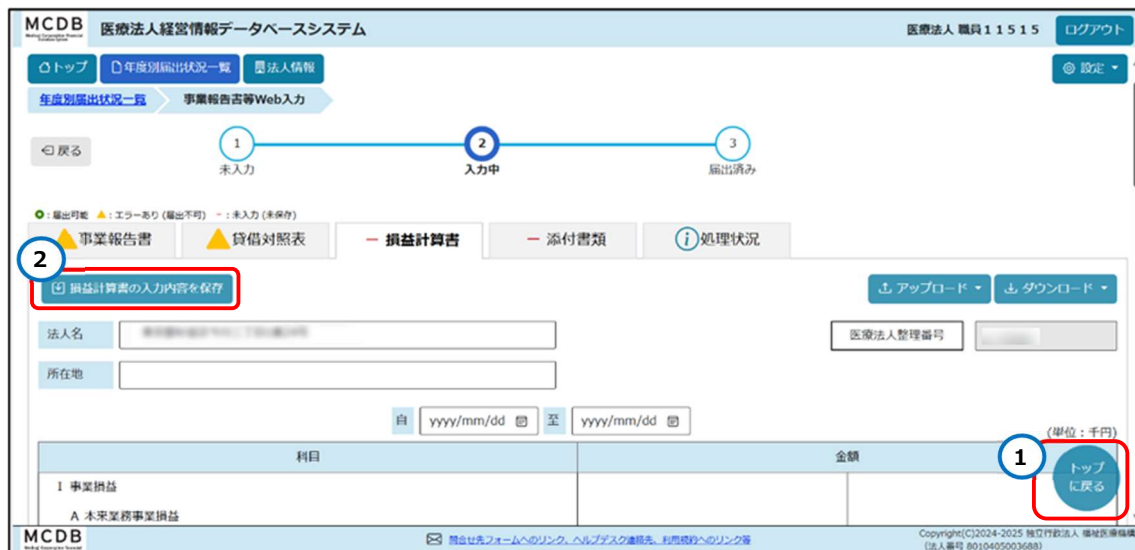 MCDB 医療法人経営情報データベースシステム 医療法人 職員11515 ログアウト
トップ 年度別届出状況一覧 法人情報 設定
年度別届出状況一覧 事業報告書等Web入力
戻る 1 2 3
未入力 入力中 届出済み
：届出可能 ：エラーあり (届出不可) －：未入力 (未保存)
事業報告書 貸借対照表 － 損益計算書 － 添付書類 i 処理状況
2
損益計算書の入力内容を保存 アップロード ダウンロード
法人名 医療法人整理番号
所在地
自 yyyy/mm/dd 至 yyyy/mm/dd
(単位：千円)
科目 金額 1 トップ
に戻る
I 事業損益
A 本来業務事業損益
MCDB 問合せ先フォームへのリンク、ヘルプデスク連絡先、利用規約へのリンク等 Copyright(C)2024-2025 独立行政法人 福祉医療機構
(法人番号 8010405003688)